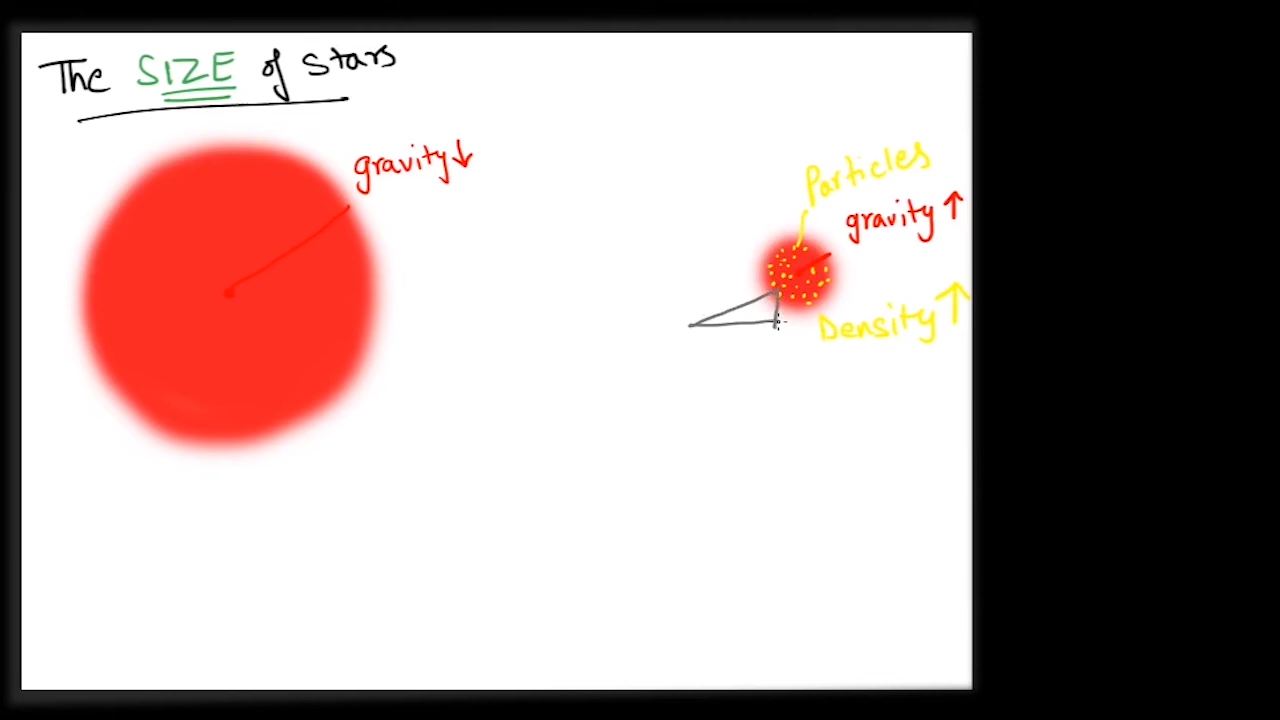 The SIZE of stars
gravity↓
Particles
gravity↑
Density↑